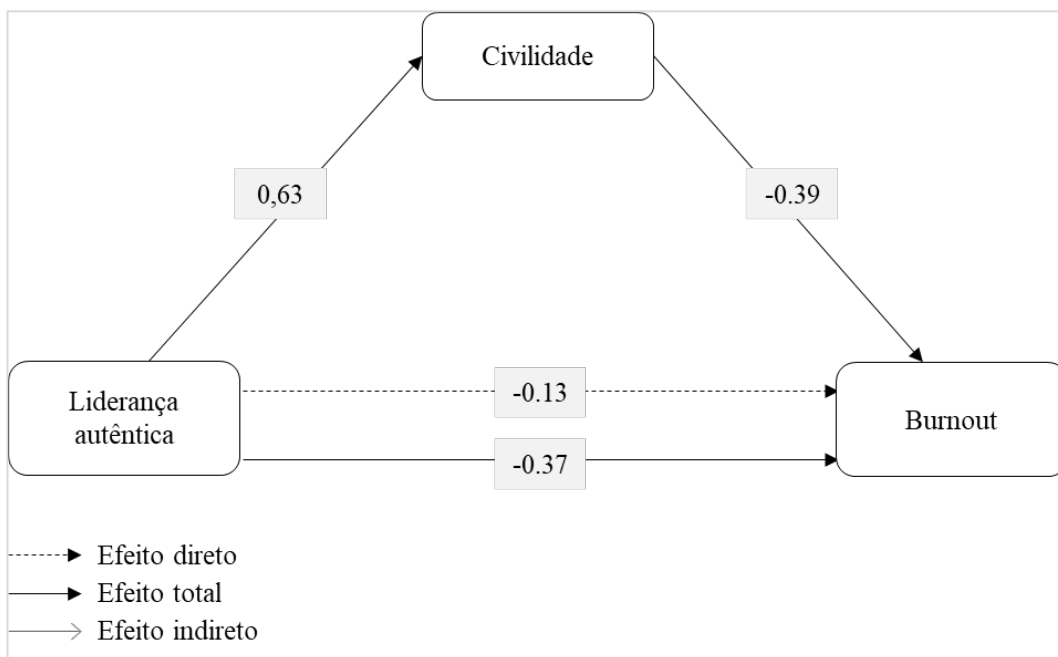 Civilidade
0,63
-0.39
Liderança
autêntica
-0.13
Burnout
-0.37
Efeito direto
Efeito total
Efeito indireto